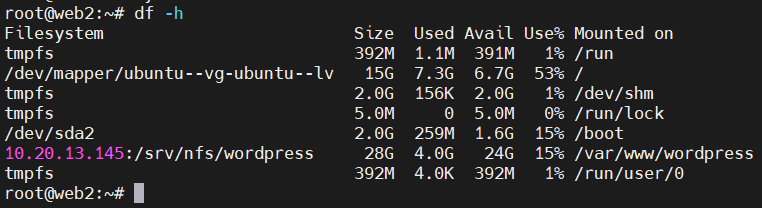 root@web2:~# df -h
Filesystem                         Size  Used Avail Use% Mounted on
tmpfs                              392M  1.1M  391M   1% /run
/dev/mapper/ubuntu--vg-ubuntu--lv   15G  7.3G  6.7G  53% /
tmpfs                              2.0G  156K  2.0G   1% /dev/shm
tmpfs                              5.0M     0  5.0M   0% /run/lock
/dev/sda2                          2.0G  259M  1.6G  15% /boot
10.20.13.145:/srv/nfs/wordpress     28G  4.0G   24G  15% /var/www/wordpress
tmpfs                              392M  4.0K  392M   1% /run/user/0
root@web2:~#